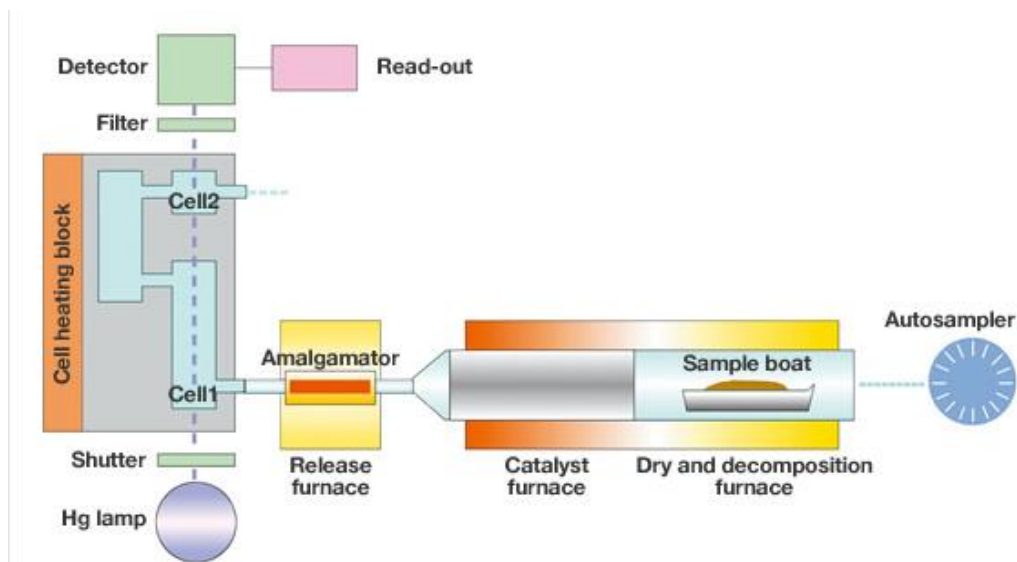 Detector
Read-out
Filter
Cell2
Cell heating block
Autosampler
Amalgamator
Sample boat
Cell1
Shutter
Release
furnace
Catalyst
furnace
Dry and decomposition
furnace
Hg lamp